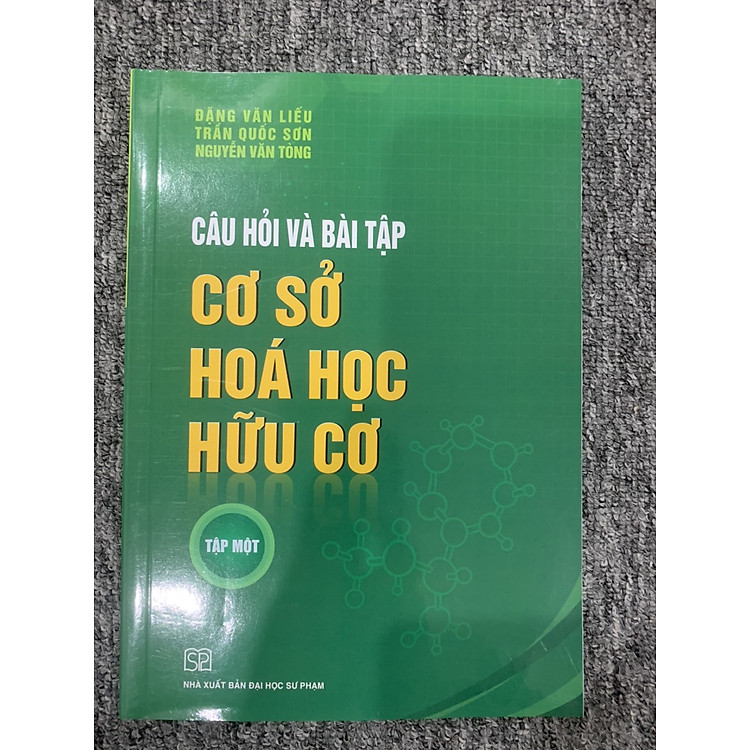 ĐẶNG VĂN LIẾU
TRẦN QUỐC SƠN
NGUYỄN VĂN TÒNG
CÂU HỎI VÀ BÀI TẬP
CƠ SỞ
HOÁ HỌC
HỮU CƠ
TẬP MỘT
SP
NHÀ XUẤT BẢN ĐẠI HỌC SƯ PHẠM